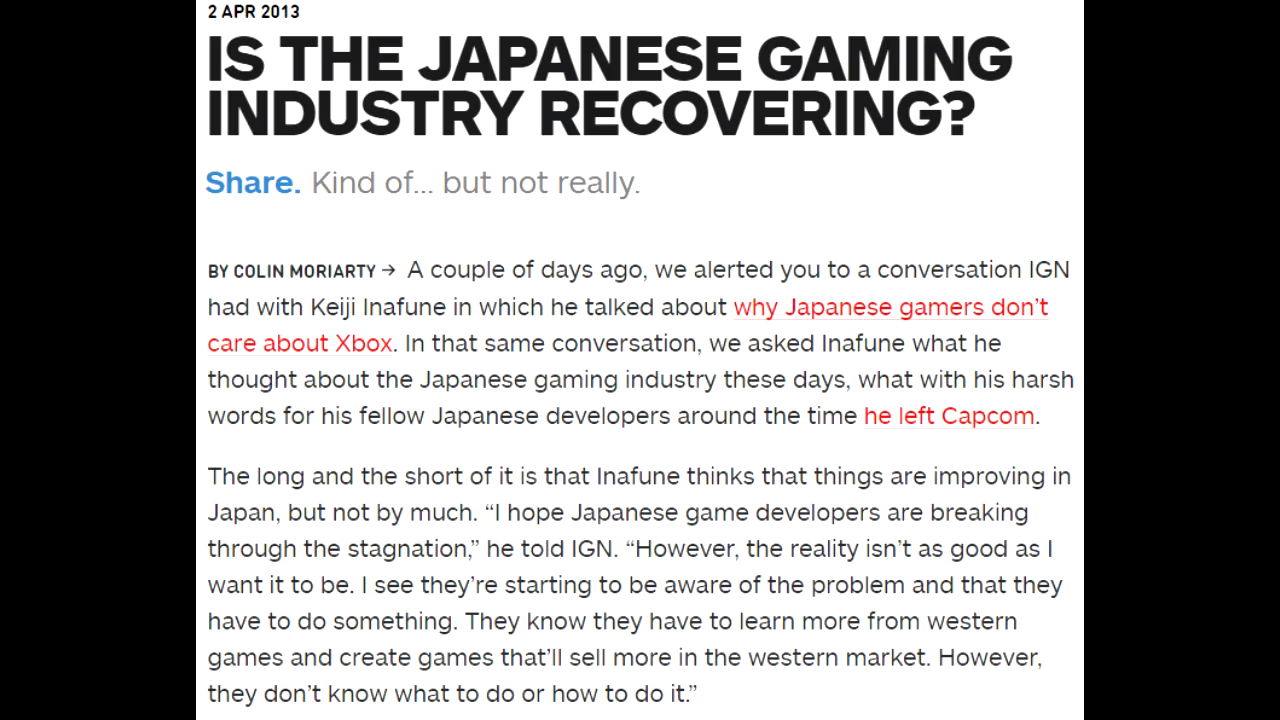 2 APR 2013
IS THE JAPANESE GAMING
INDUSTRY RECOVERING?
Share. Kind of... but not really.
BY COLIN MORIARTY → A couple of days ago, we alerted you to a conversation IGN
had with Keiji Inafune in which he talked about why Japanese gamers don’t
care about Xbox. In that same conversation, we asked Inafune what he
thought about the Japanese gaming industry these days, what with his harsh
words for his fellow Japanese developers around the time he left Capcom.
The long and the short of it is that Inafune thinks that things are improving in
Japan, but not by much. “I hope Japanese game developers are breaking
through the stagnation,” he told IGN. “However, the reality isn’t as good as I
want it to be. I see they’re starting to be aware of the problem and that they
have to do something. They know they have to learn more from western
games and create games that’ll sell more in the western market. However,
they don’t know what to do or how to do it.”